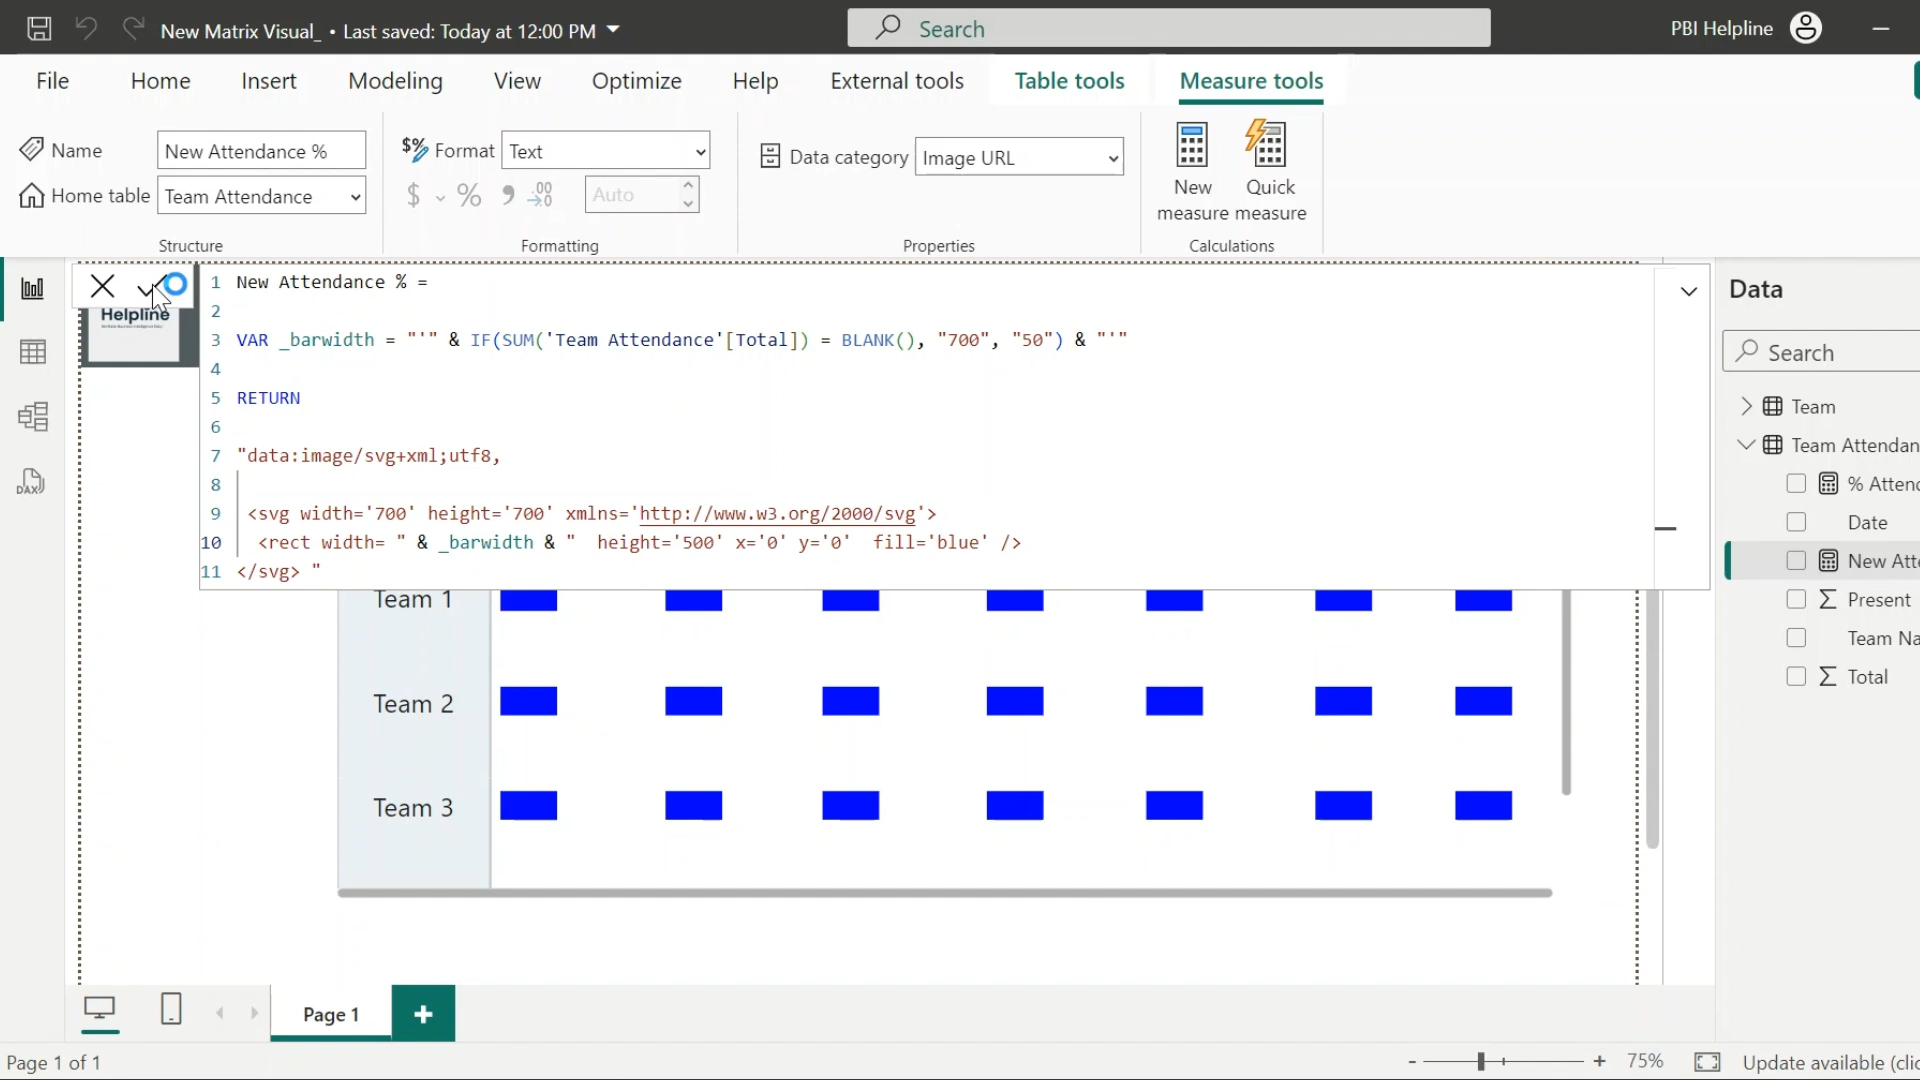 New Matrix Visual_ • Last saved: Today at 12:00 PM
Search
PBI Helpline
File Home Insert Modeling View Optimize Help External tools Table tools Measure tools
Name New Attendance %
Home table Team Attendance
Structure
Format Text
$ % 9 .00 Auto
Formatting
Data category Image URL
Properties
New measure
Quick measure
Calculations
Helpline
1 New Attendance % =
2
3 VAR _barwidth = "'" & IF(SUM('Team Attendance'[Total]) = BLANK(), "700", "50") & "'"
4
5 RETURN
6
7 "data:image/svg+xml;utf8,
8
9 <svg width='700' height='700' xmlns='http://www.w3.org/2000/svg'>
10 <rect width= " & _barwidth & "  height='500' x='0' y='0'  fill='blue' />
11 </svg> "
Team 1
Team 2
Team 3
Data
Search
Team
Team Attendan
% Attend
Date
New Atte
Σ Present
Team Na
Σ Total
DAX
Page 1
+
Page 1 of 1
- + 75%
Update available (clic